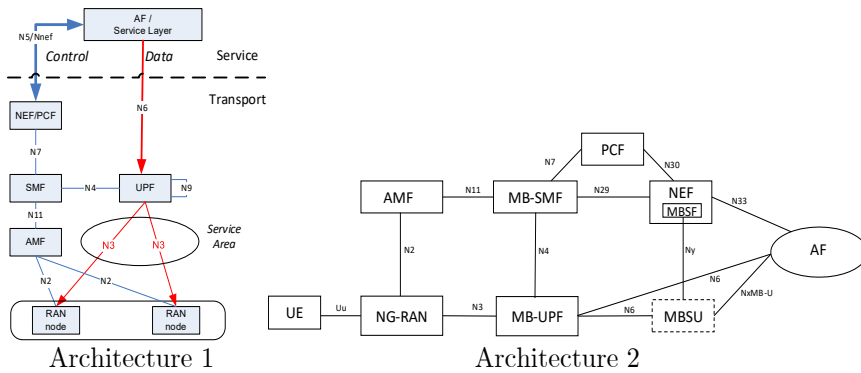 AF /
Service Layer
N5/Nnef
Control
Data
Service
Transport
N6
NEF/PCF
N7
SMF
N4
UPF
N9
N11
AMF
N3
N3
Service
Area
N2
N2
RAN
node
RAN
node
Architecture 1
PCF
N7
N30
AMF
N11
MB-SMF
N29
NEF
MBSF
N33
AF
N2
N4
Ny
N6
NxMB-U
UE
Uu
NG-RAN
N3
MB-UPF
N6
MBSU
Architecture 2